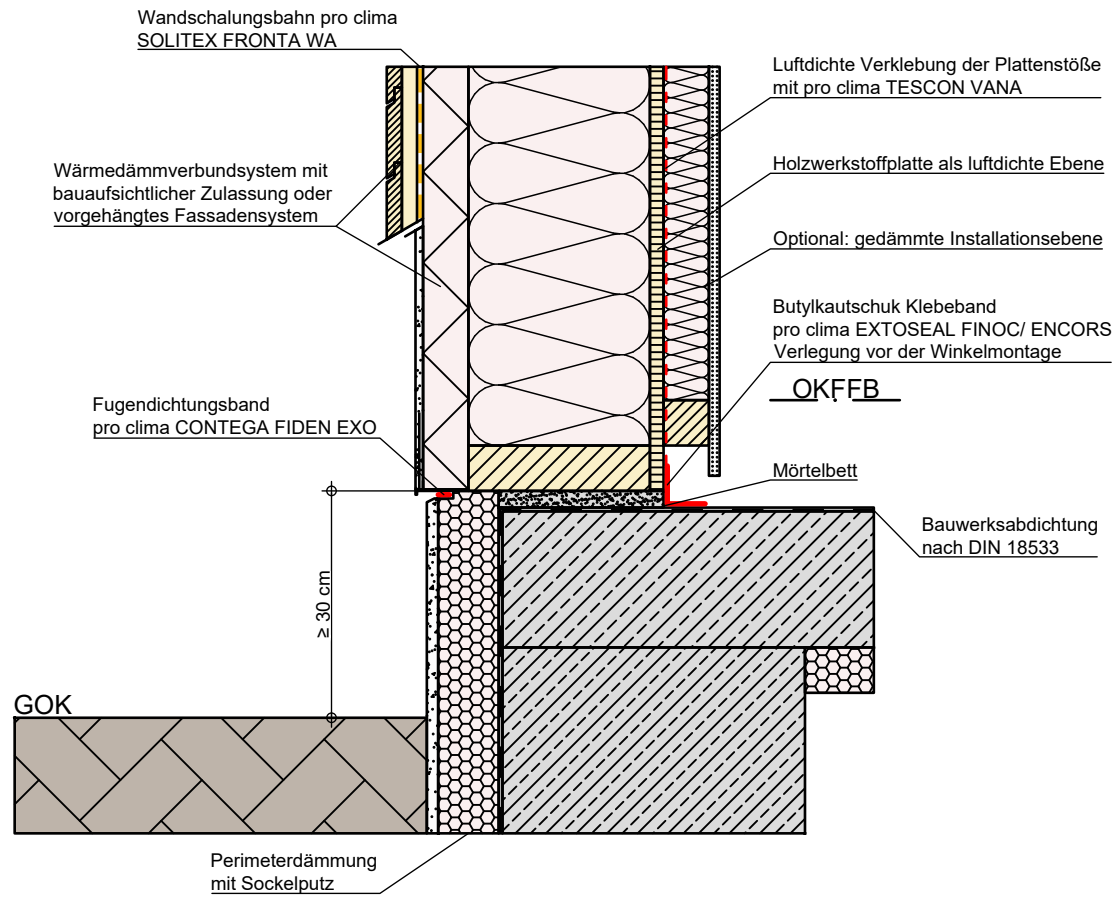 Wandschalungsbahn pro clima
SOLITEX FRONTA WA
Luftdichte Verklebung der Plattenstöße
mit pro clima TESCON VANA
Wärmedämmverbundsystem mit
bauaufsichtlicher Zulassung oder
vorgehängtes Fassadensystem
Holzwerkstoffplatte als luftdichte Ebene
Optional: gedämmte Installationsebene
Butylkautschuk Klebeband
pro clima EXTOSEAL FINOC/ ENCORS
Verlegung vor der Winkelmontage
OKFFB
Fugendichtungsband
pro clima CONTEGA FIDEN EXO
Mörtelbett
Bauwerksabdichtung
nach DIN 18533
≥ 30 cm
GOK
Perimeterdämmung
mit Sockelputz